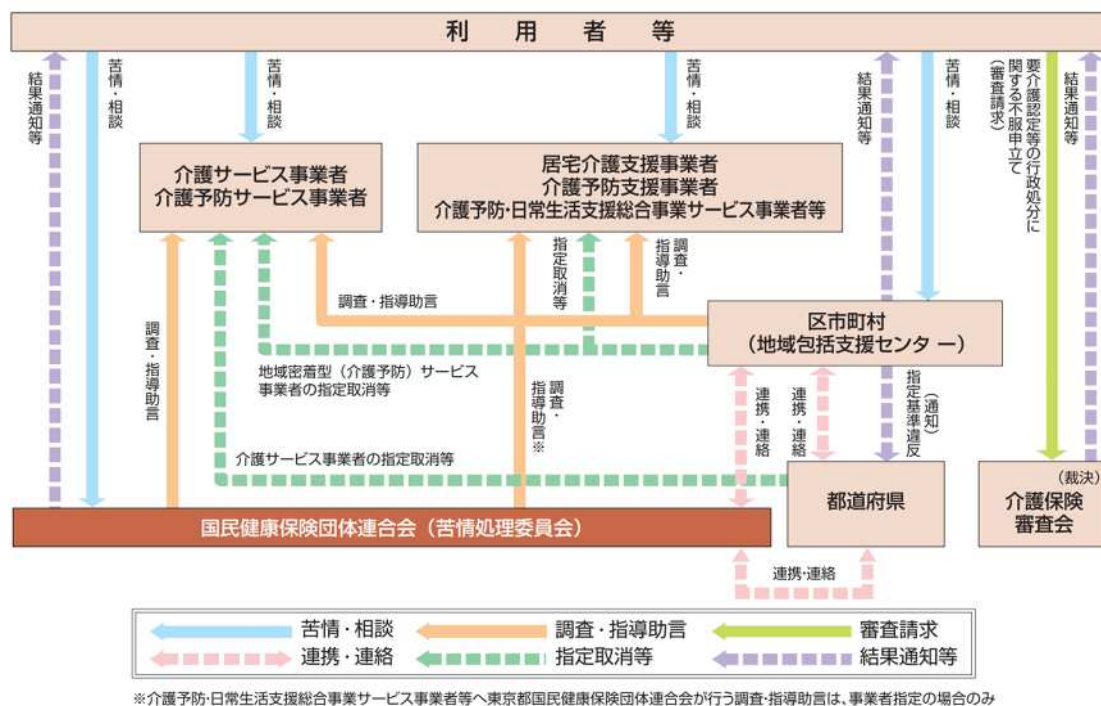 利用者等
結果通知等
苦情・相談
苦情・相談
苦情・相談
結果通知等
苦情・相談
要介護認定等の行政処分に
関する不服申立て
(審査請求)
結果通知等
介護サービス事業者
介護予防サービス事業者
居宅介護支援事業者
介護予防支援事業者
介護予防・日常生活支援総合事業サービス事業者等
調査・指導助言
調査・指導助言
指定取消等
調査・
指導助言
区市町村
(地域包括支援センター)
地域密着型(介護予防)サービス
事業者の指定取消等
調査・
指導助言※
連携・連絡
連携・連絡
(通知)
指定基準違反
介護サービス事業者の指定取消等
国民健康保険団体連合会(苦情処理委員会)
都道府県
(裁決)
介護保険
審査会
連携・連絡
苦情・相談
調査・指導助言
審査請求
連携・連絡
指定取消等
結果通知等
※介護予防・日常生活支援総合事業サービス事業者等へ東京都国民健康保険団体連合会が行う調査・指導助言は、事業者指定の場合のみ